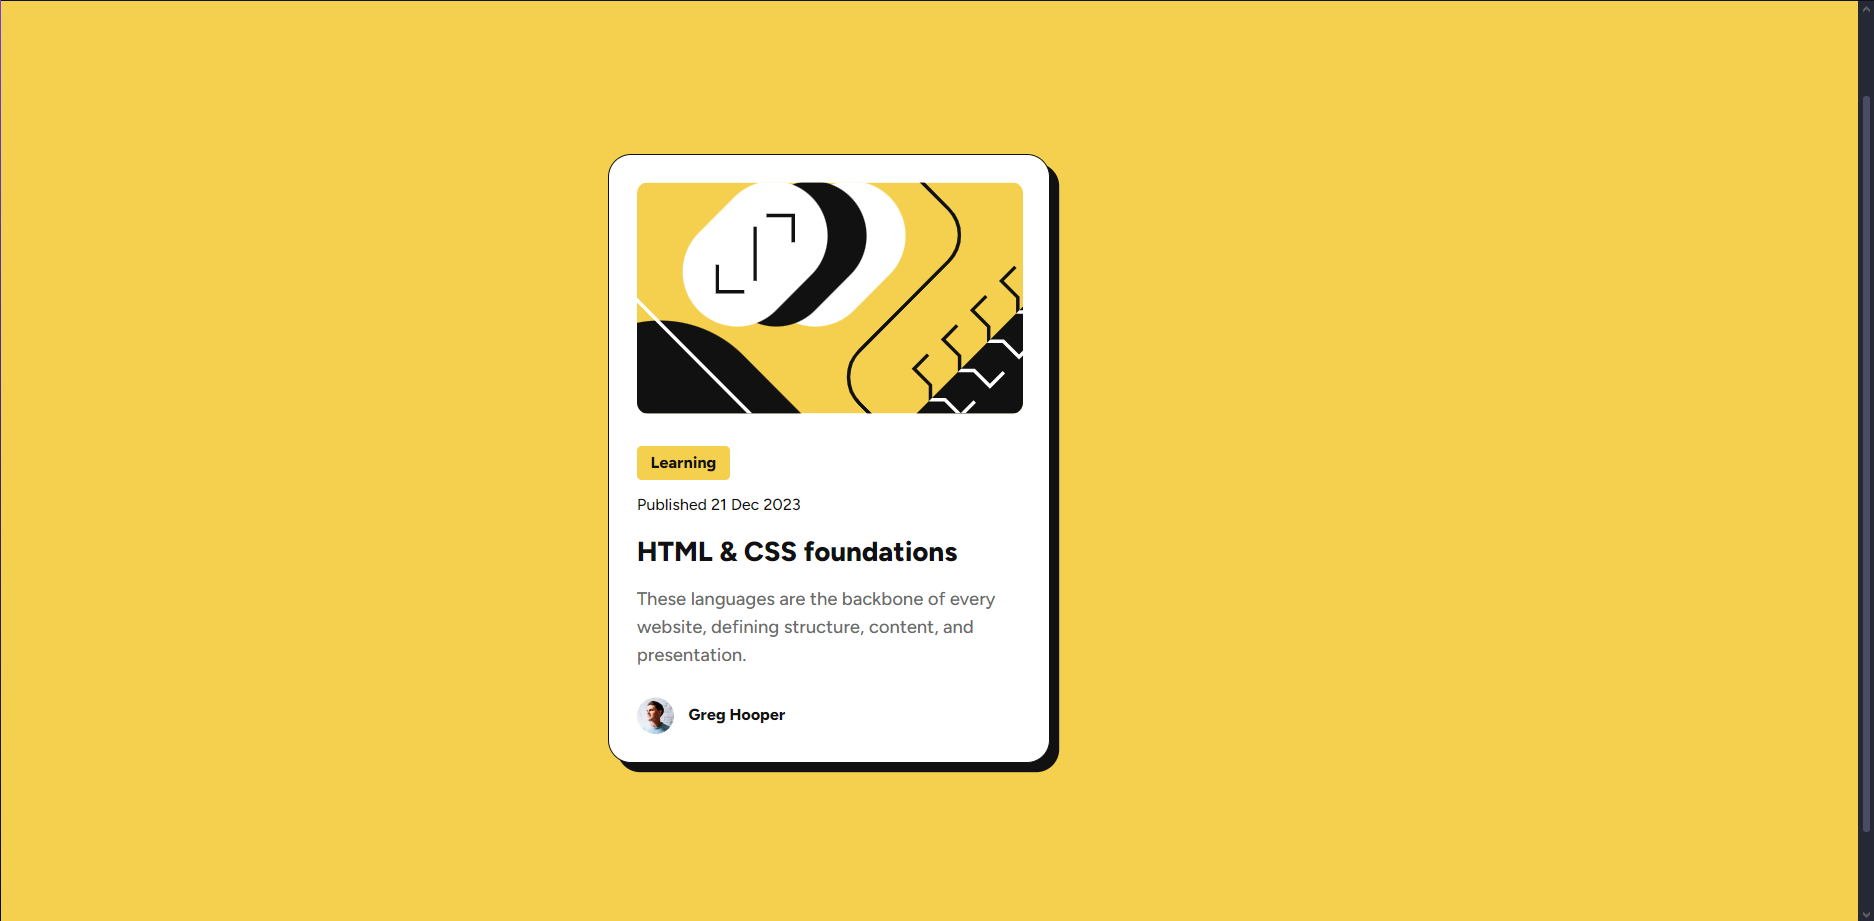 Learning
Published 21 Dec 2023
HTML & CSS foundations
These languages are the backbone of every
website, defining structure, content, and
presentation.
Greg Hooper